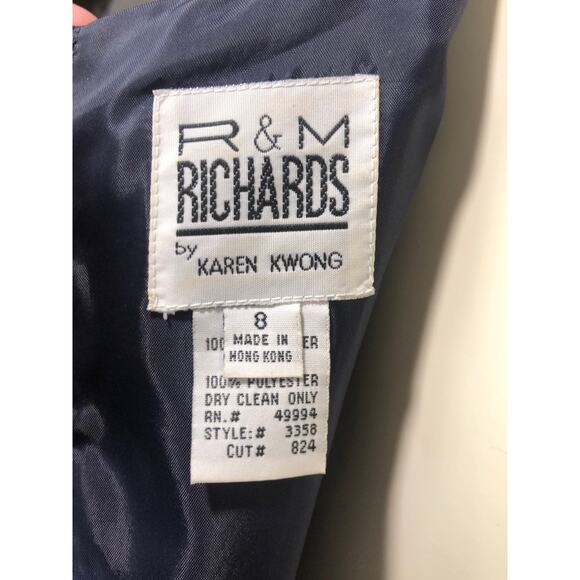 R & M
RICHARDS
by
KAREN KWONG
8
MADE IN
HONG KONG
100% POLYESTER
DRY CLEAN ONLY
RN.# 49994
STYLE:# 3358
CUT# 824